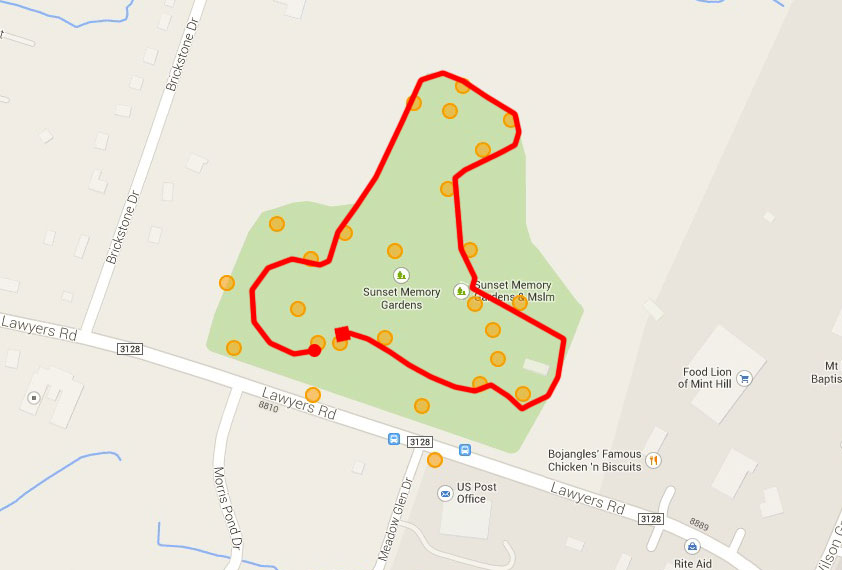 Brickstone Dr
t
Brickstone Dr
Sunset Memory
Gardens
Sunset Memory
Gardens & Mslm
Lawyers Rd
3128
8810
Lawyers Rd
3128
Food Lion
of Mint Hill
Mt
Baptis
Bojangles' Famous
Chicken 'n Biscuits
US Post
Office
Morris Pond Dr
Meadow Glen Dr
Lawyers Rd
3128
8889
Rite Aid
Wilson G